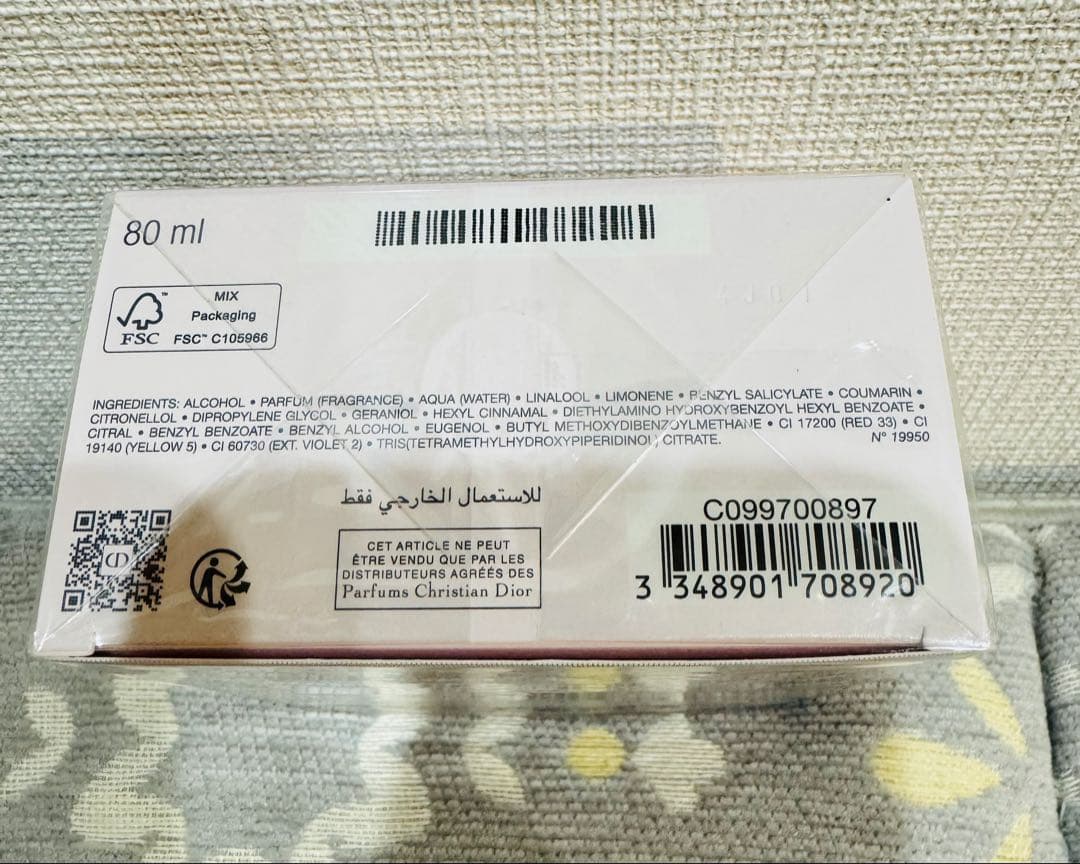 80 ml
MIX
Packaging
FSC™ C105966
FSC
INGREDIENTS: ALCOHOL • PARFUM (FRAGRANCE) • AQUA (WATER) • LINALOOL • LIMONENE • BENZYL SALICYLATE • COUMARIN •
CITRONELLOL • DIPROPYLENE GLYCOL • GERANIOL • HEXYL CINNAMAL • DIETHYLAMINO HYDROXYBENZOYL HEXYL BENZOATE •
CITRAL • BENZYL BENZOATE • BENZYL ALCOHOL • EUGENOL • BUTYL METHOXYDIBENZOYLMETHANE • CI 17200 (RED 33) • CI
19140 (YELLOW 5) • CI 60730 (EXT. VIOLET 2) • TRIS(TETRAMETHYLHYDROXYPIPERIDINOL) CITRATE. N° 19950
للاستعمال الخارجي فقط
CD
CET ARTICLE NE PEUT
ÊTRE VENDU QUE PAR LES
DISTRIBUTEURS AGRÉÉS DES
Parfums Christian Dior
C099700897
3 348901 708920